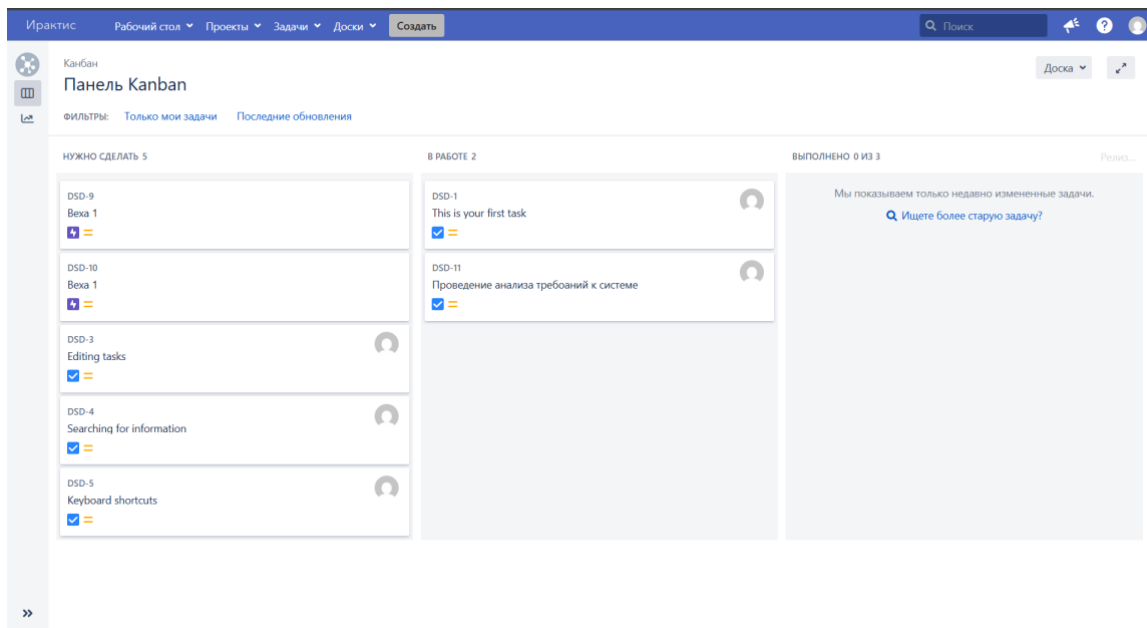 Ирактис Рабочий стол Проекты Задачи Доски Создать Поиск
Канбан
Панель Kanban
Доска
ФИЛЬТРЫ: Только мои задачи Последние обновления
НУЖНО СДЕЛАТЬ 5
DSD-9
Веха 1
DSD-10
Веха 1
DSD-3
Editing tasks
DSD-4
Searching for information
DSD-5
Keyboard shortcuts
В РАБОТЕ 2
DSD-1
This is your first task
DSD-11
Проведение анализа требоаний к системе
ВЫПОЛНЕНО 0 ИЗ 3 Релиз...
Мы показываем только недавно измененные задачи.
Ищете более старую задачу?